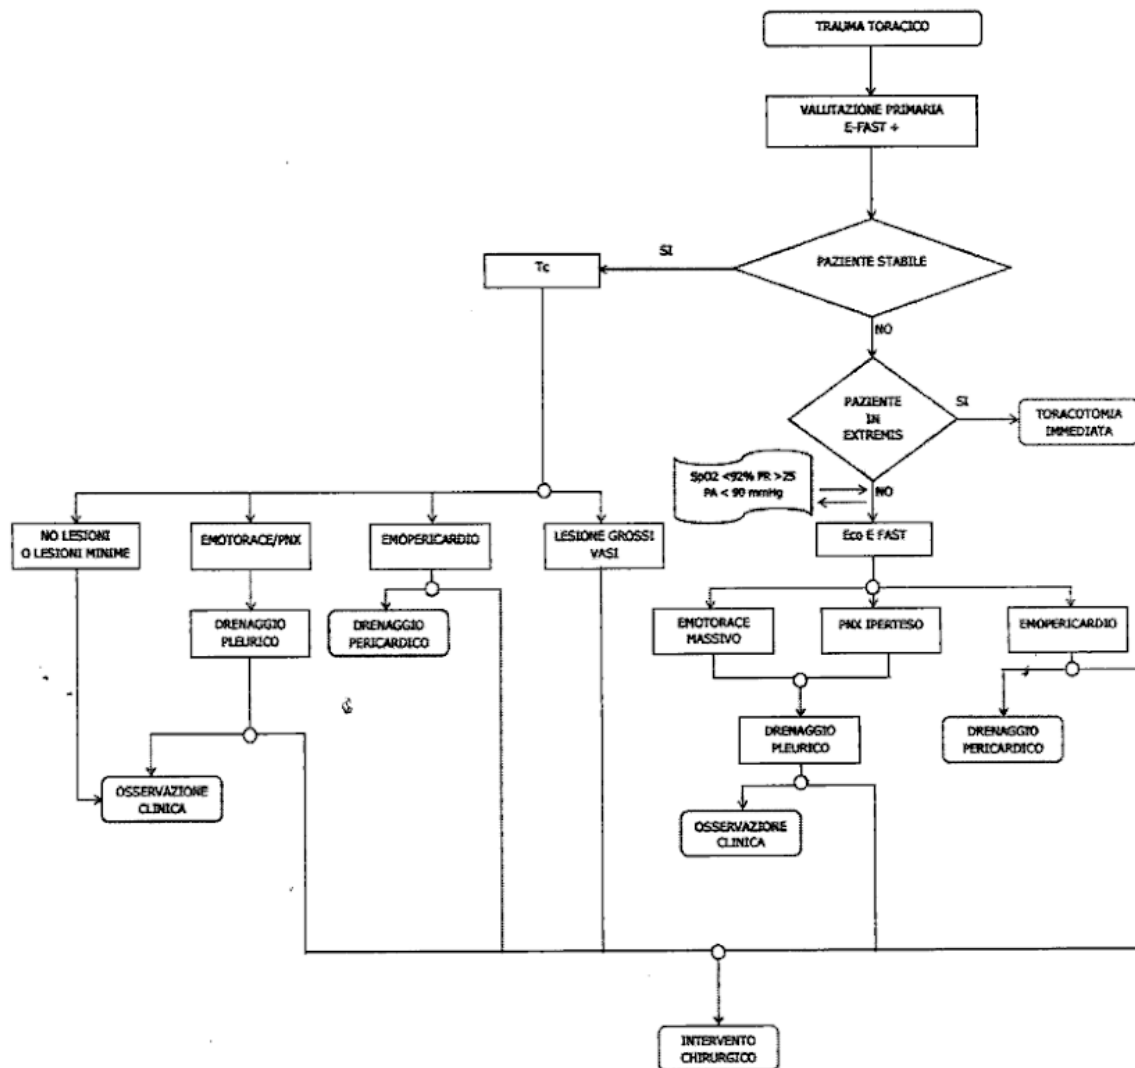 TRAUMA TORACICO
VALUTAZIONE PRIMARIA
E-FAST +
PAZIENTE STABILE
SI
Tc
NO
PAZIENTE
IN
EXTREMIS
SI
TORACOTOMIA
IMMEDIATA
SpO2 <92% FR >25
PA < 90 mmHg
NO
Eco E FAST
NO LESIONI
O LESIONI MINIME
EMOTORACE/PNX
EMOPERICARDIO
LESIONE GROSSI
VASI
DRENAGGIO
PLEURICO
DRENAGGIO
PERICARDICO
EMOTORACE
MASSIVO
PNX IPERTESO
EMOPERICARDIO
DRENAGGIO
PLEURICO
DRENAGGIO
PERICARDICO
OSSERVAZIONE
CLINICA
OSSERVAZIONE
CLINICA
INTERVENTO
CHIRURGICO